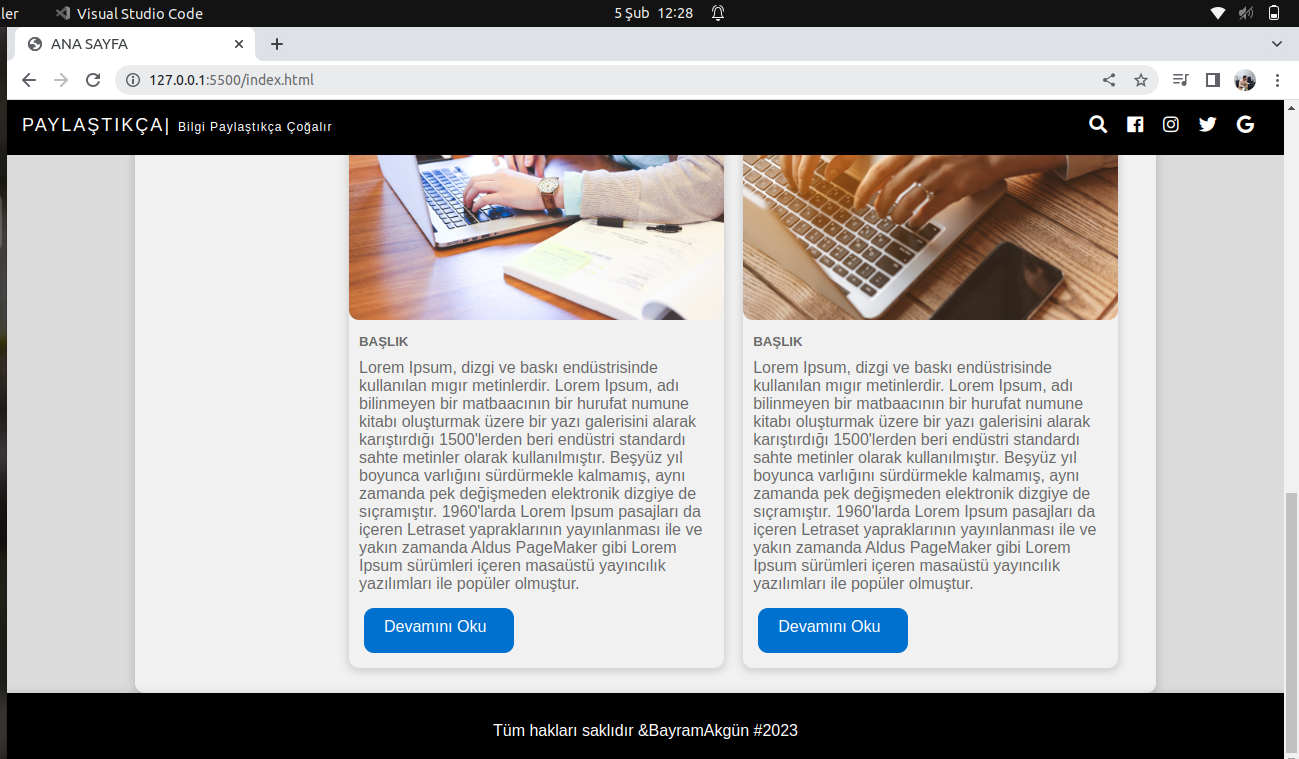 ler Visual Studio Code 5 Şub 12:28
ANA SAYFA
127.0.0.1:5500/index.html
PAYLAŞTIKÇA| Bilgi Paylaştıkça Çoğalır
BAŞLIK
Lorem Ipsum, dizgi ve baskı endüstrisinde
kullanılan mıgır metinlerdir. Lorem Ipsum, adı
bilinmeyen bir matbaacının bir hurufat numune
kitabı oluşturmak üzere bir yazı galerisini alarak
karıştırdığı 1500'lerden beri endüstri standardı
sahte metinler olarak kullanılmıştır. Beşyüz yıl
boyunca varlığını sürdürmekle kalmamış, aynı
zamanda pek değişmeden elektronik dizgiye de
sıçramıştır. 1960'larda Lorem Ipsum pasajları da
içeren Letraset yapraklarının yayınlanması ile ve
yakın zamanda Aldus PageMaker gibi Lorem
Ipsum sürümleri içeren masaüstü yayıncılık
yazılımları ile popüler olmuştur.
Devamını Oku
BAŞLIK
Lorem Ipsum, dizgi ve baskı endüstrisinde
kullanılan mıgır metinlerdir. Lorem Ipsum, adı
bilinmeyen bir matbaacının bir hurufat numune
kitabı oluşturmak üzere bir yazı galerisini alarak
karıştırdığı 1500'lerden beri endüstri standardı
sahte metinler olarak kullanılmıştır. Beşyüz yıl
boyunca varlığını sürdürmekle kalmamış, aynı
zamanda pek değişmeden elektronik dizgiye de
sıçramıştır. 1960'larda Lorem Ipsum pasajları da
içeren Letraset yapraklarının yayınlanması ile ve
yakın zamanda Aldus PageMaker gibi Lorem
Ipsum sürümleri içeren masaüstü yayıncılık
yazılımları ile popüler olmuştur.
Devamını Oku
Tüm hakları saklıdır &BayramAkgün #2023